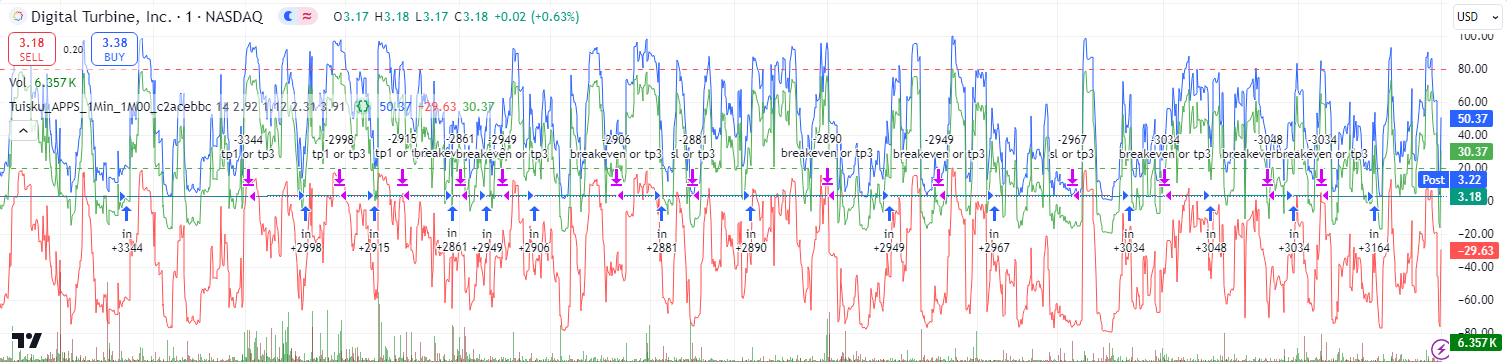 Digital Turbine, Inc. · 1 · NASDAQ O3.17 H3.18 L3.17 C3.18 +0.02 (+0.63%)
USD
3.18 SELL
0.20
3.38 BUY
Vol 6.357K
Tuisku_APPS_1Min_1M00_c2acebbc 14 2.92 1.12 2.31 3.91 50.37 −29.63 30.37
100.00
80.00
60.00
50.37
40.00
30.37
20.00
Post 3.22
3.18
−20.00
−29.63
−40.00
−60.00
−80.00
6.357K
-3344
tp1 or tp3
-2998
tp1 or tp3
-2915
tp1 or
-2861
breakeven
-2949
breakeven or tp3
-2906
breakeven or tp3
-2881
sl or tp3
-2890
breakeven or tp3
-2949
breakeven or tp3
-2967
sl or tp3
-3034
breakeven or tp3
-3048
breakeven
-3034
breakeven or tp3
in
+3344
in
+2998
in
+2915
in
+2861
in
+2949
in
+2906
in
+2881
in
+2890
in
+2949
in
+2967
in
+3034
in
+3048
in
+3034
in
+3164